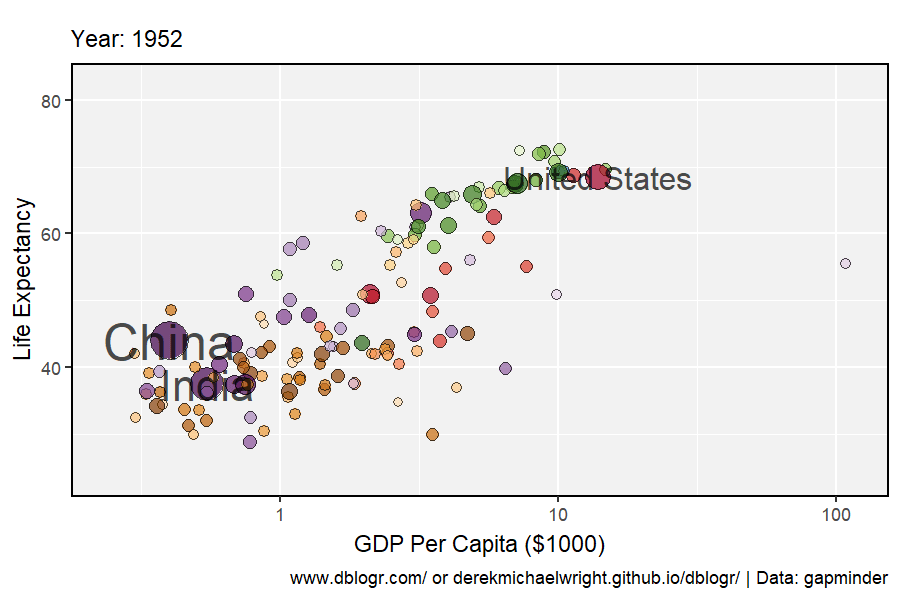 Year: 1952
80
60
40
Life Expectancy
United States
China
India
1
10
100
GDP Per Capita ($1000)
www.dblogr.com/ or derekmichaelwright.github.io/dblogr/ | Data: gapminder